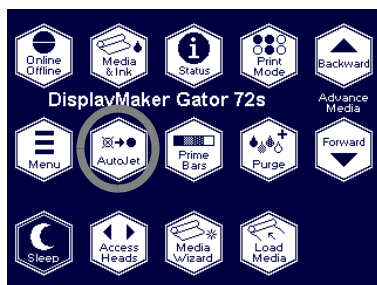 Online
Offline
Media
& Ink
Status
Print
Mode
Backward
DisplayMaker Gator 72s
Advance
Media
Menu
AutoJet
Prime
Bars
Purge
Forward
Sleep
Access
Heads
Media
Wizard
Load
Media